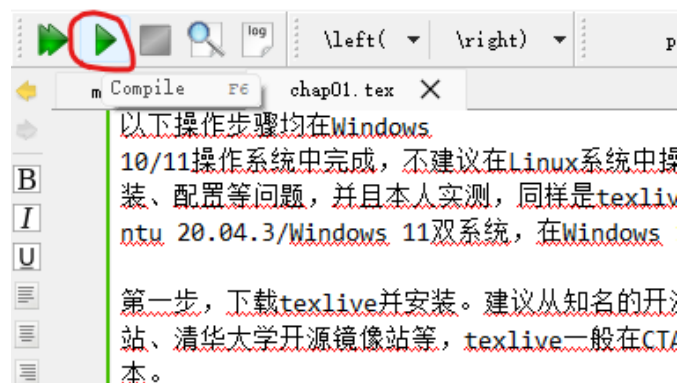 log \left( \right) p
m Compile F6 chap01.tex
以下操作步骤均在Windows
10/11操作系统中完成，不建议在Linux系统中操
装、配置等问题，并且本人实测，同样是texliv
ntu 20.04.3/Windows 11双系统，在Windows
第一步，下载texlive并安装。建议从知名的开
站、清华大学开源镜像站等，texlive一般在CTA
本。
B
I
U